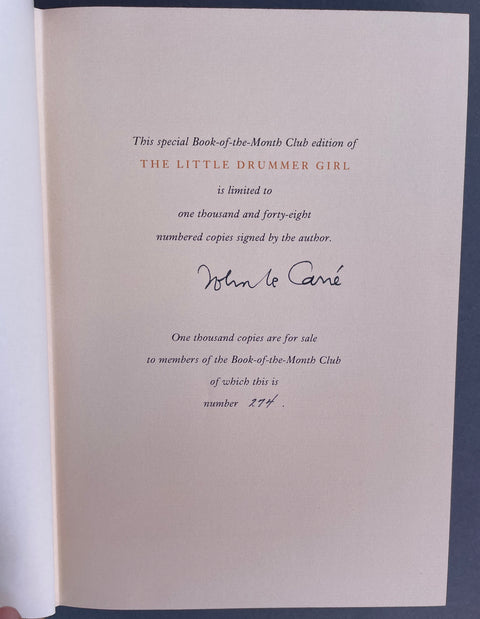 This special Book-of-the-Month Club edition of
THE LITTLE DRUMMER GIRL
is limited to
one thousand and forty-eight
numbered copies signed by the author.
John le Carré
One thousand copies are for sale
to members of the Book-of-the-Month Club
of which this is
number 274.